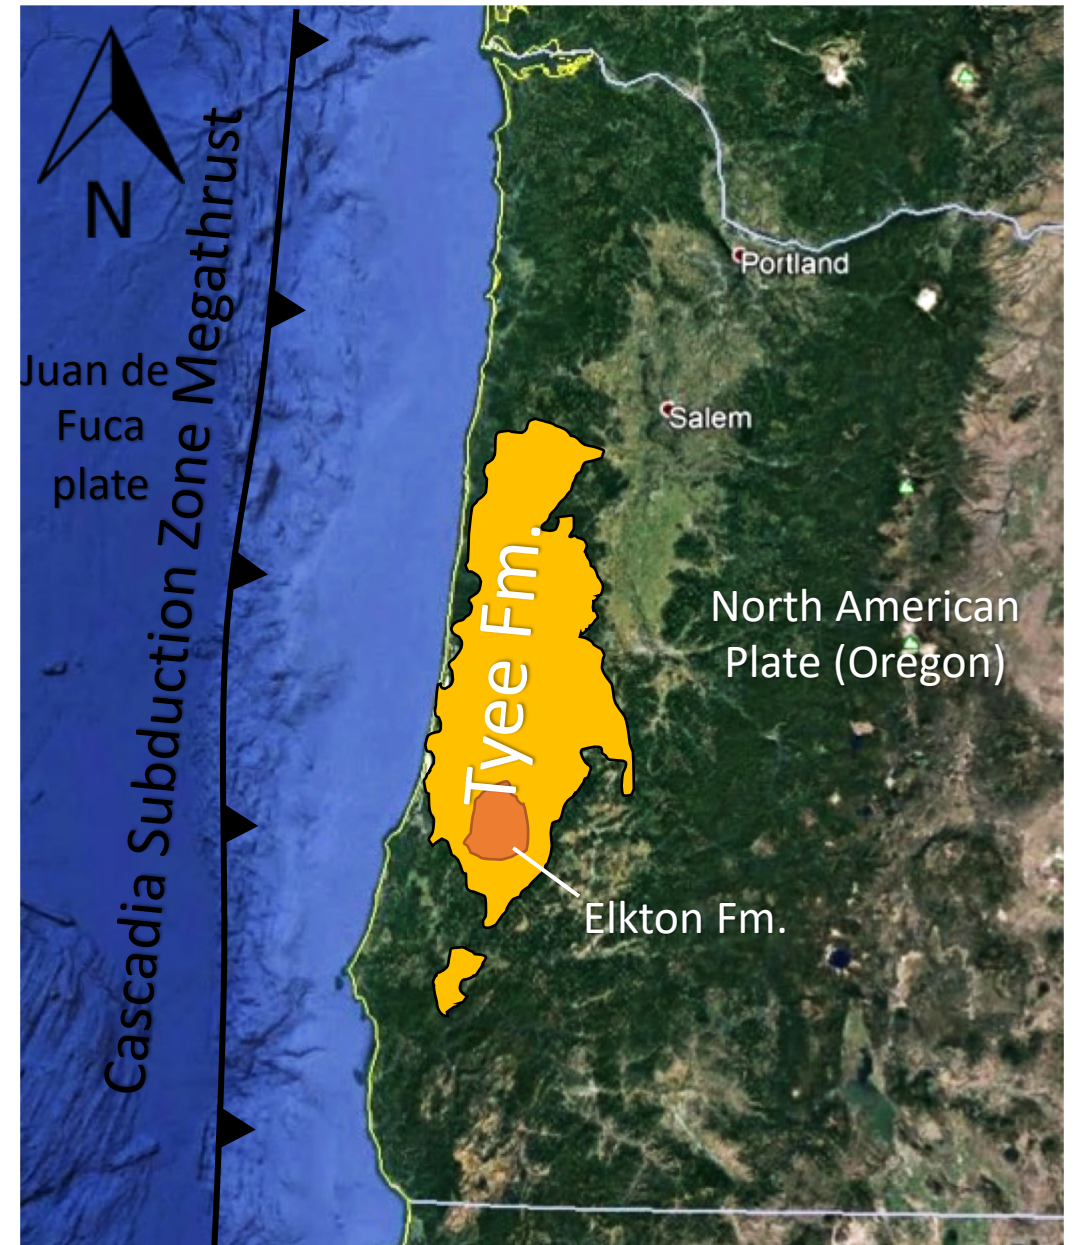 N
Cascadia Subduction Zone Megathrust
Juan de
Fuca
plate
Portland
Salem
Tyee Fm.
North American
Plate (Oregon)
Elkton Fm.